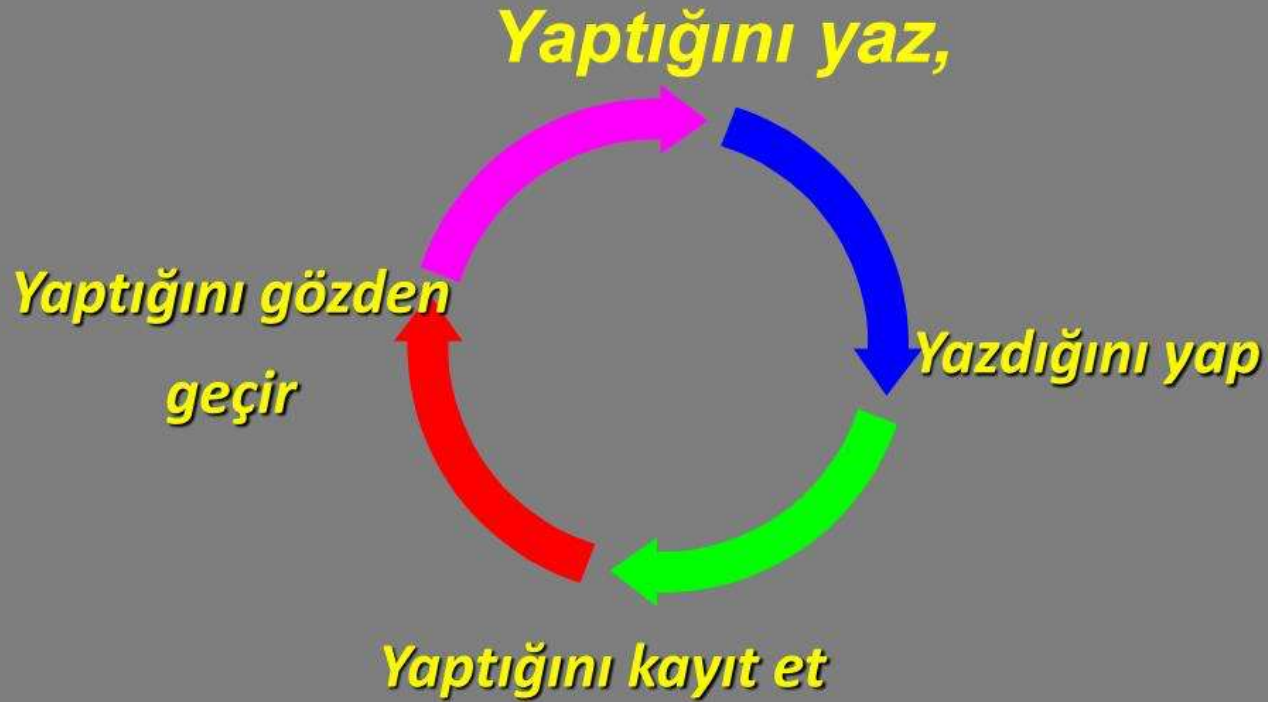 Yaptığını yaz,
Yazdığını yap
Yaptığını kayıt et
Yaptığını gözden
geçir